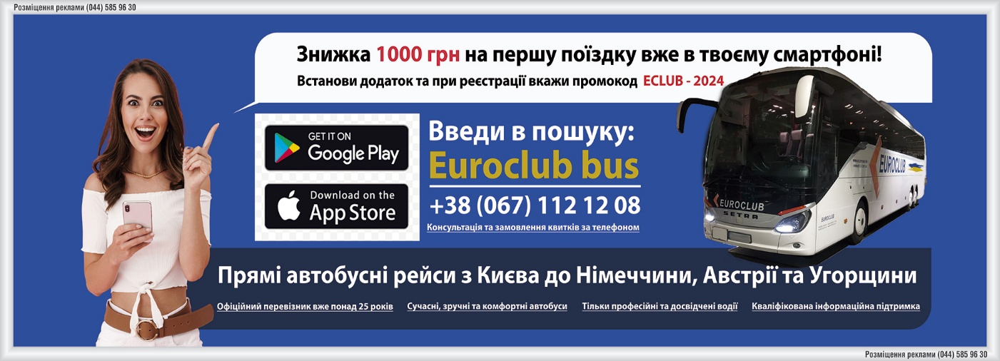 Розміщення реклами (044) 585 96 30
Знижка 1000 грн на першу поїздку вже в твоєму смартфоні!
Встанови додаток та при реєстрації вкажи промокод ECLUB - 2024
GET IT ON
Google Play
Download on the
App Store
Введи в пошуку:
Euroclub bus
+38 (067) 112 12 08
Консультація та замовлення квитків за телефоном
EUROCLUB
EUROCLUB
SETRA
EUROCLUB
Прямі автобусні рейси з Києва до Німеччини, Австрії та Угорщини
Офіційний перевізник вже понад 25 років
Сучасні, зручні та комфортні автобуси
Тільки професійні та досвідчені водії
Кваліфікована інформаційна підтримка
Розміщення реклами (044) 585 96 30